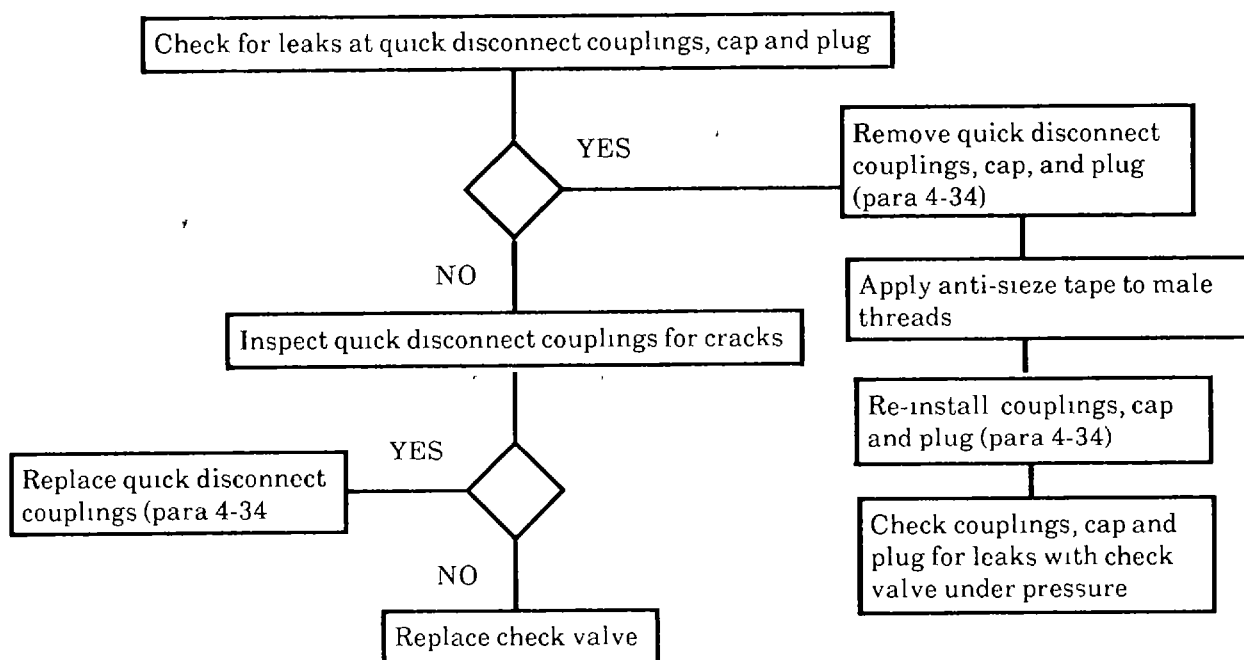 Check for leaks at quick disconnect couplings, cap and plug
YES
Remove quick disconnect
couplings, cap, and plug
(para 4-34)
NO
Apply anti-sieze tape to male
threads
Inspect quick disconnect couplings for cracks
Re-install couplings, cap
and plug (para 4-34)
YES
Replace quick disconnect
couplings (para 4-34
Check couplings, cap and
plug for leaks with check
valve under pressure
NO
Replace check valve